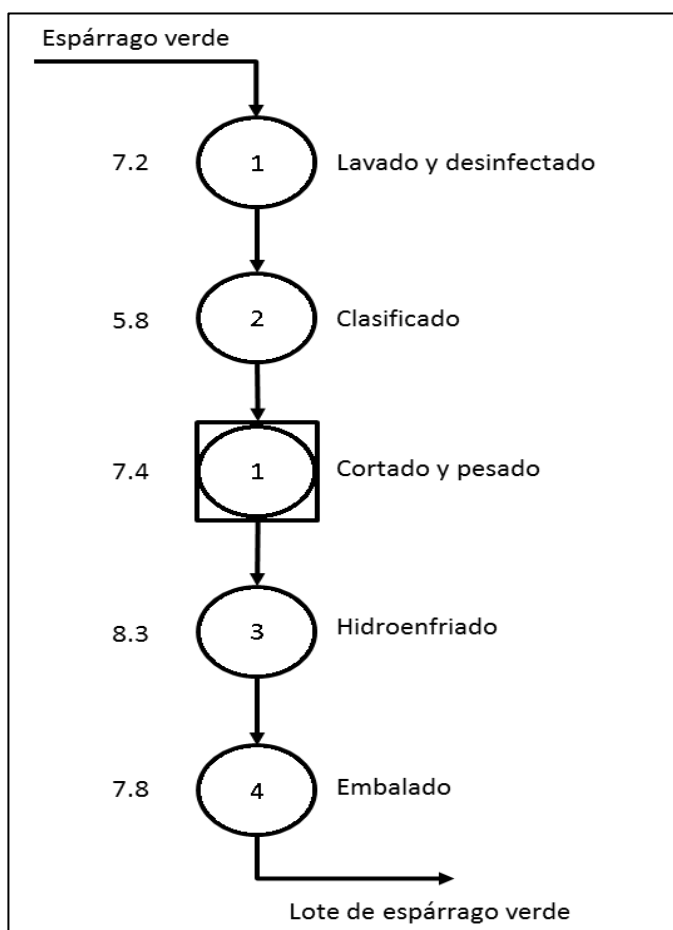 Espárrago verde
7.2 1 Lavado y desinfectado
5.8 2 Clasificado
7.4 1 Cortado y pesado
8.3 3 Hidroenfriado
7.8 4 Embalado
Lote de espárrago verde